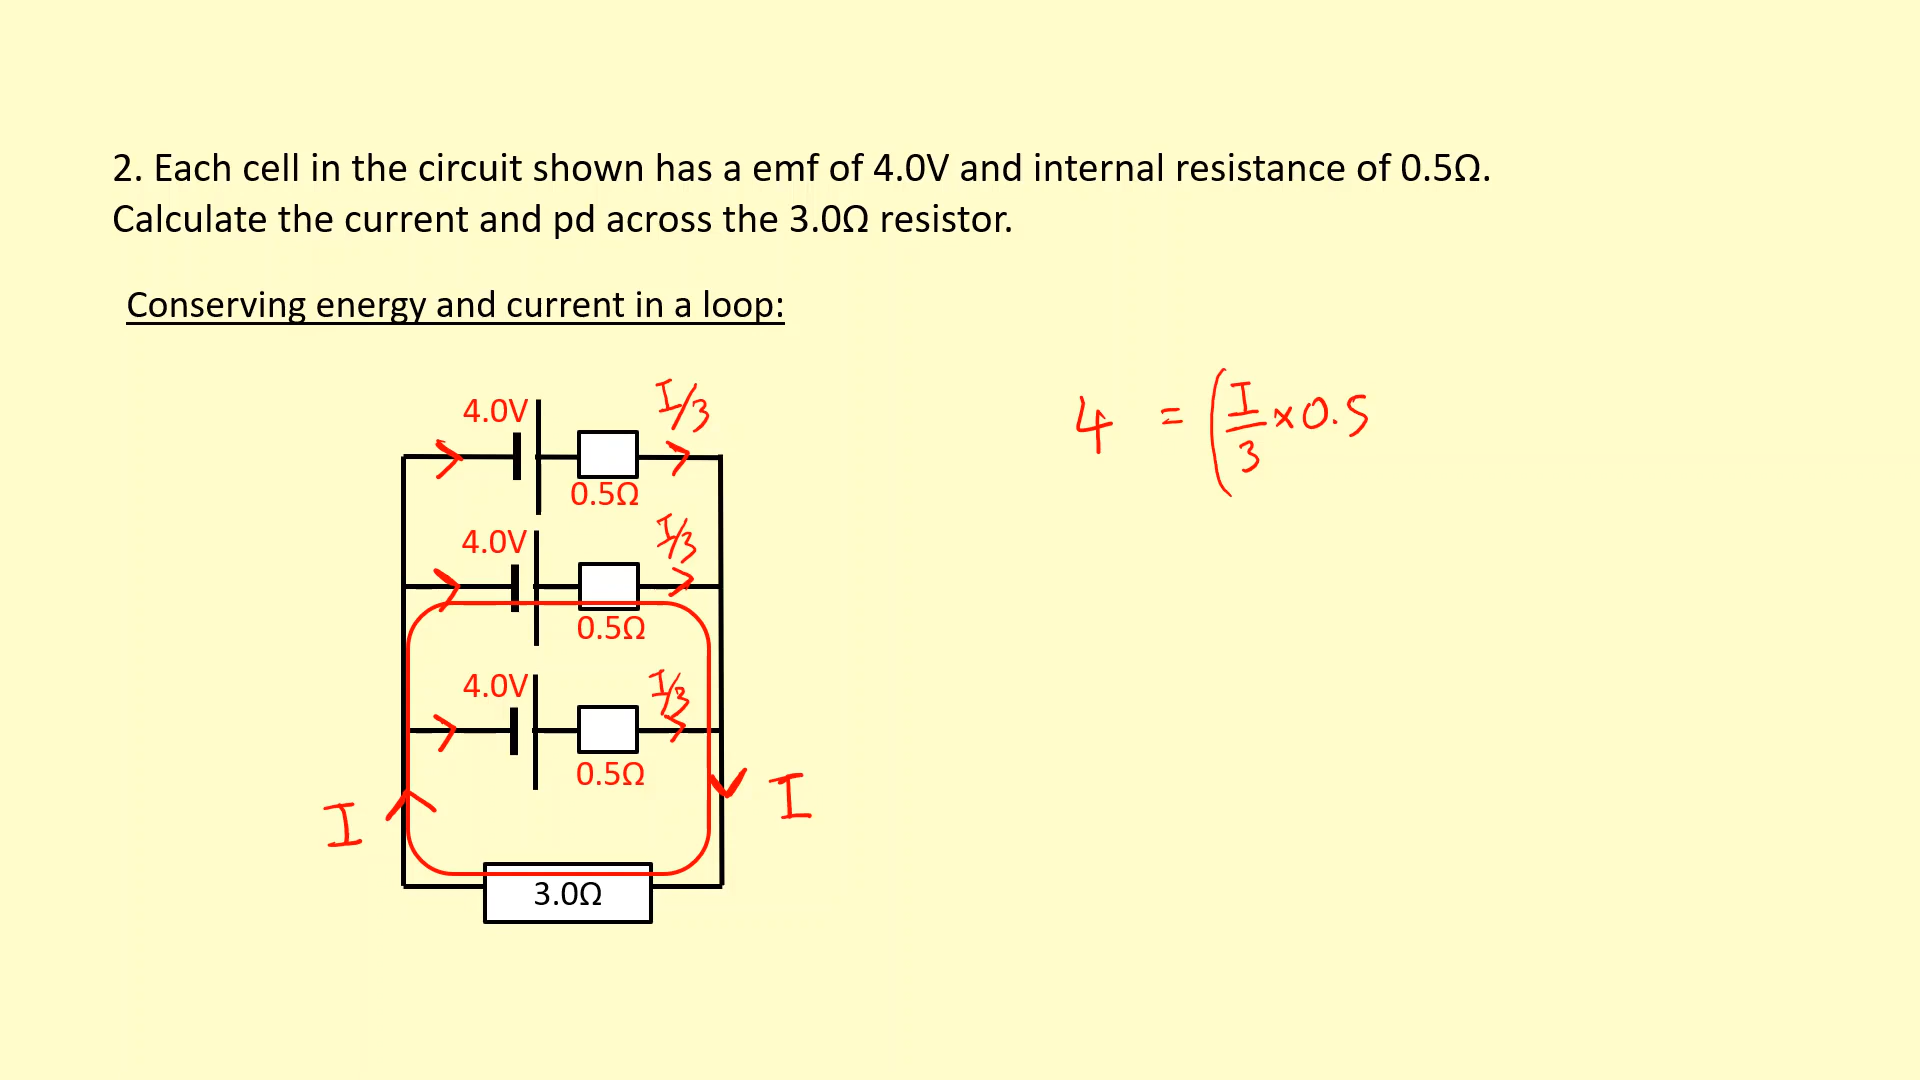 2. Each cell in the circuit shown has a emf of 4.0V and internal resistance of 0.5Ω.
Calculate the current and pd across the 3.0Ω resistor.
Conserving energy and current in a loop:
4.0V
I/3
0.5Ω
4 = (I/3 × 0.5
4.0V
I/3
0.5Ω
4.0V
I/3
0.5Ω
I
I
3.0Ω